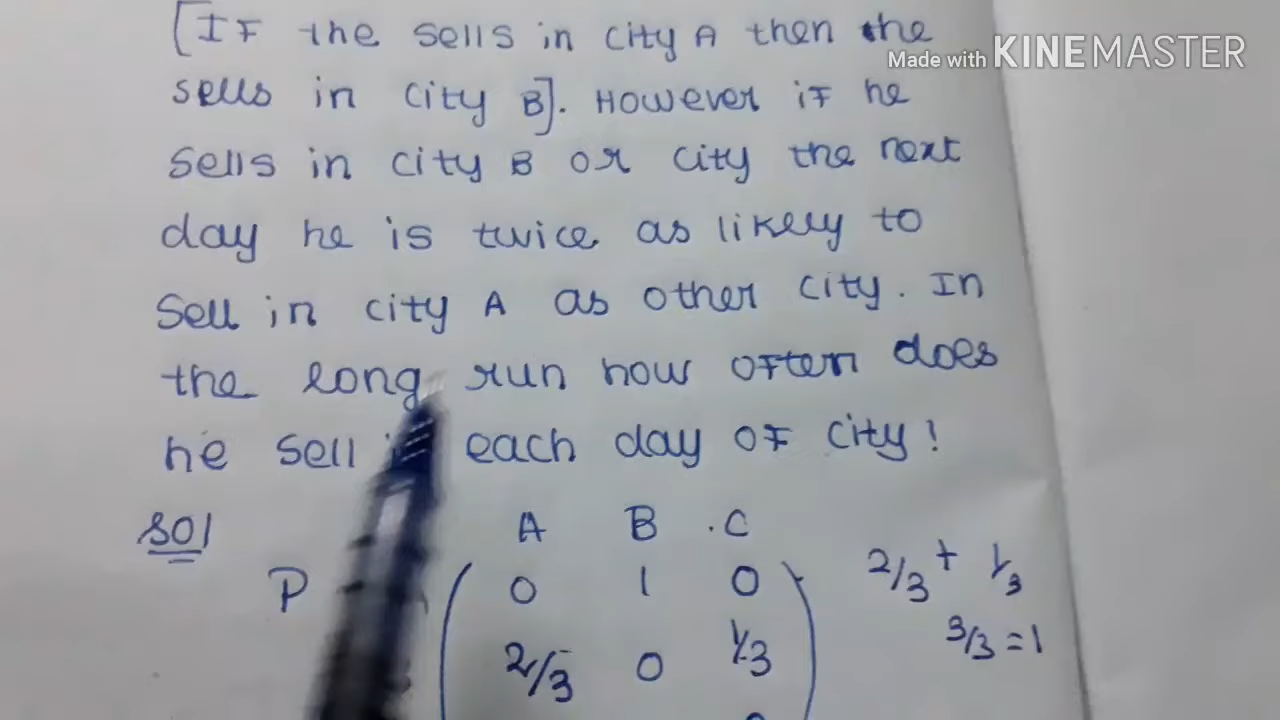 [IF the sells in city A then the
Made with KINEMASTER
sells in city B]. However iF he
sells in city B or city the next
day he is twice as likely to
Sell in city A as other city. In
the long run how oFten does
he sell each day oF city!
Sol
A B .C
P 0 1 0
2/3 + 1/3
2/3 0 1/3
3/3 = 1